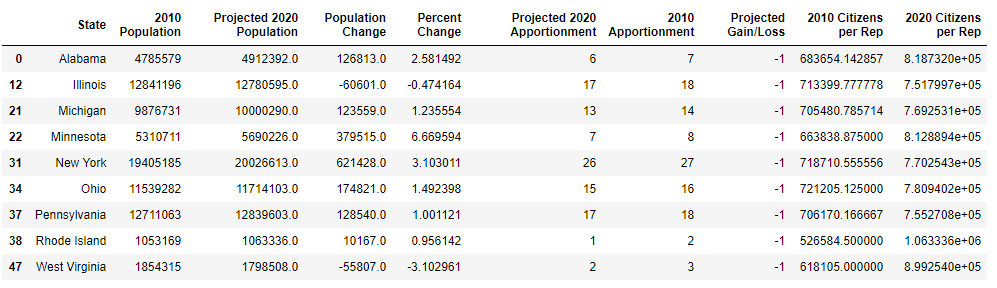 State 2010 Population Projected 2020 Population Population Change Percent Change Projected 2020 Apportionment 2010 Apportionment Projected Gain/Loss 2010 Citizens per Rep 2020 Citizens per Rep
0 Alabama 4785579 4912392.0 126813.0 2.581492 6 7 -1 683654.142857 8.187320e+05
12 Illinois 12841196 12780595.0 -60601.0 -0.474164 17 18 -1 713399.777778 7.517997e+05
21 Michigan 9876731 10000290.0 123559.0 1.235554 13 14 -1 705480.785714 7.692531e+05
22 Minnesota 5310711 5690226.0 379515.0 6.669594 7 8 -1 663838.875000 8.128894e+05
31 New York 19405185 20026613.0 621428.0 3.103011 26 27 -1 718710.555556 7.702543e+05
34 Ohio 11539282 11714103.0 174821.0 1.492398 15 16 -1 721205.125000 7.809402e+05
37 Pennsylvania 12711063 12839603.0 128540.0 1.001121 17 18 -1 706170.166667 7.552708e+05
38 Rhode Island 1053169 1063336.0 10167.0 0.956142 1 2 -1 526584.500000 1.063336e+06
47 West Virginia 1854315 1798508.0 -55807.0 -3.102961 2 3 -1 618105.000000 8.992540e+05